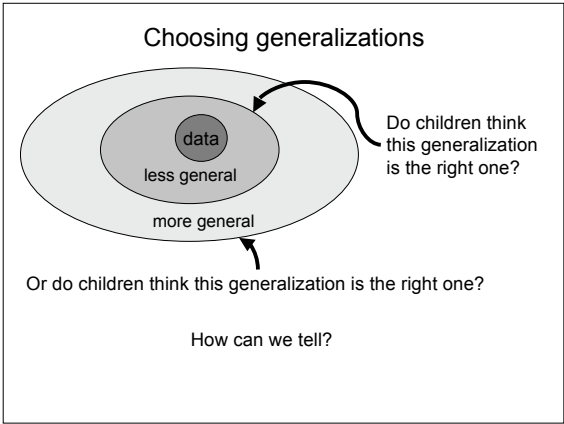 Choosing generalizations
data
less general
more general
Do children think
this generalization
is the right one?
Or do children think this generalization is the right one?
How can we tell?